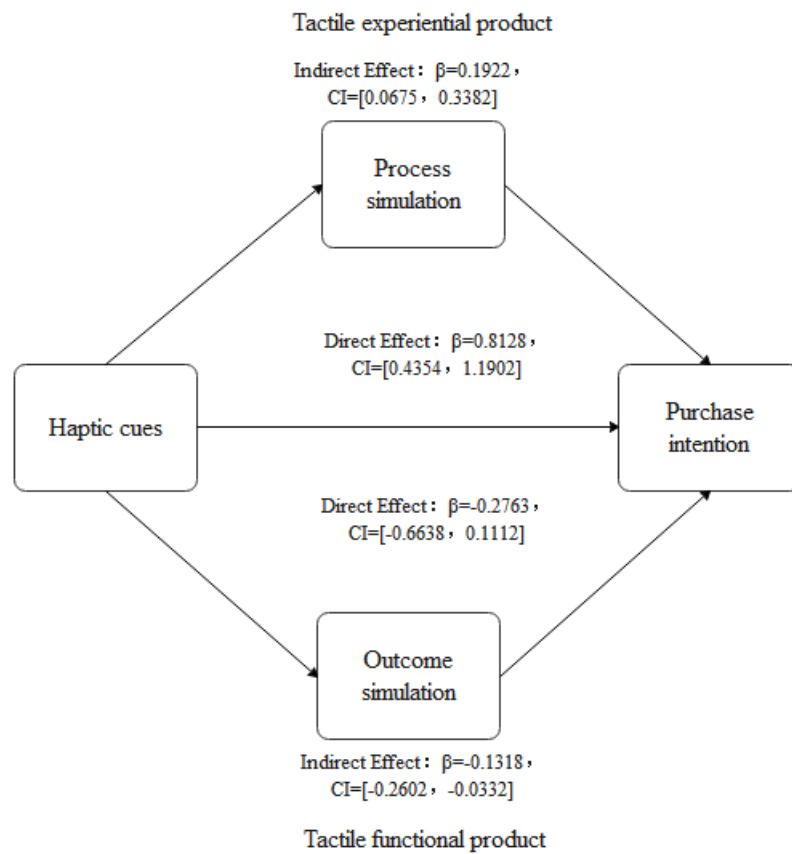 Tactile experiential product
Indirect Effect：β=0.1922，
CI=[0.0675，0.3382]
Process
simulation
Direct Effect：β=0.8128，
CI=[0.4354，1.1902]
Haptic cues
Purchase
intention
Direct Effect：β=-0.2763，
CI=[-0.6638，0.1112]
Outcome
simulation
Indirect Effect：β=-0.1318，
CI=[-0.2602，-0.0332]
Tactile functional product